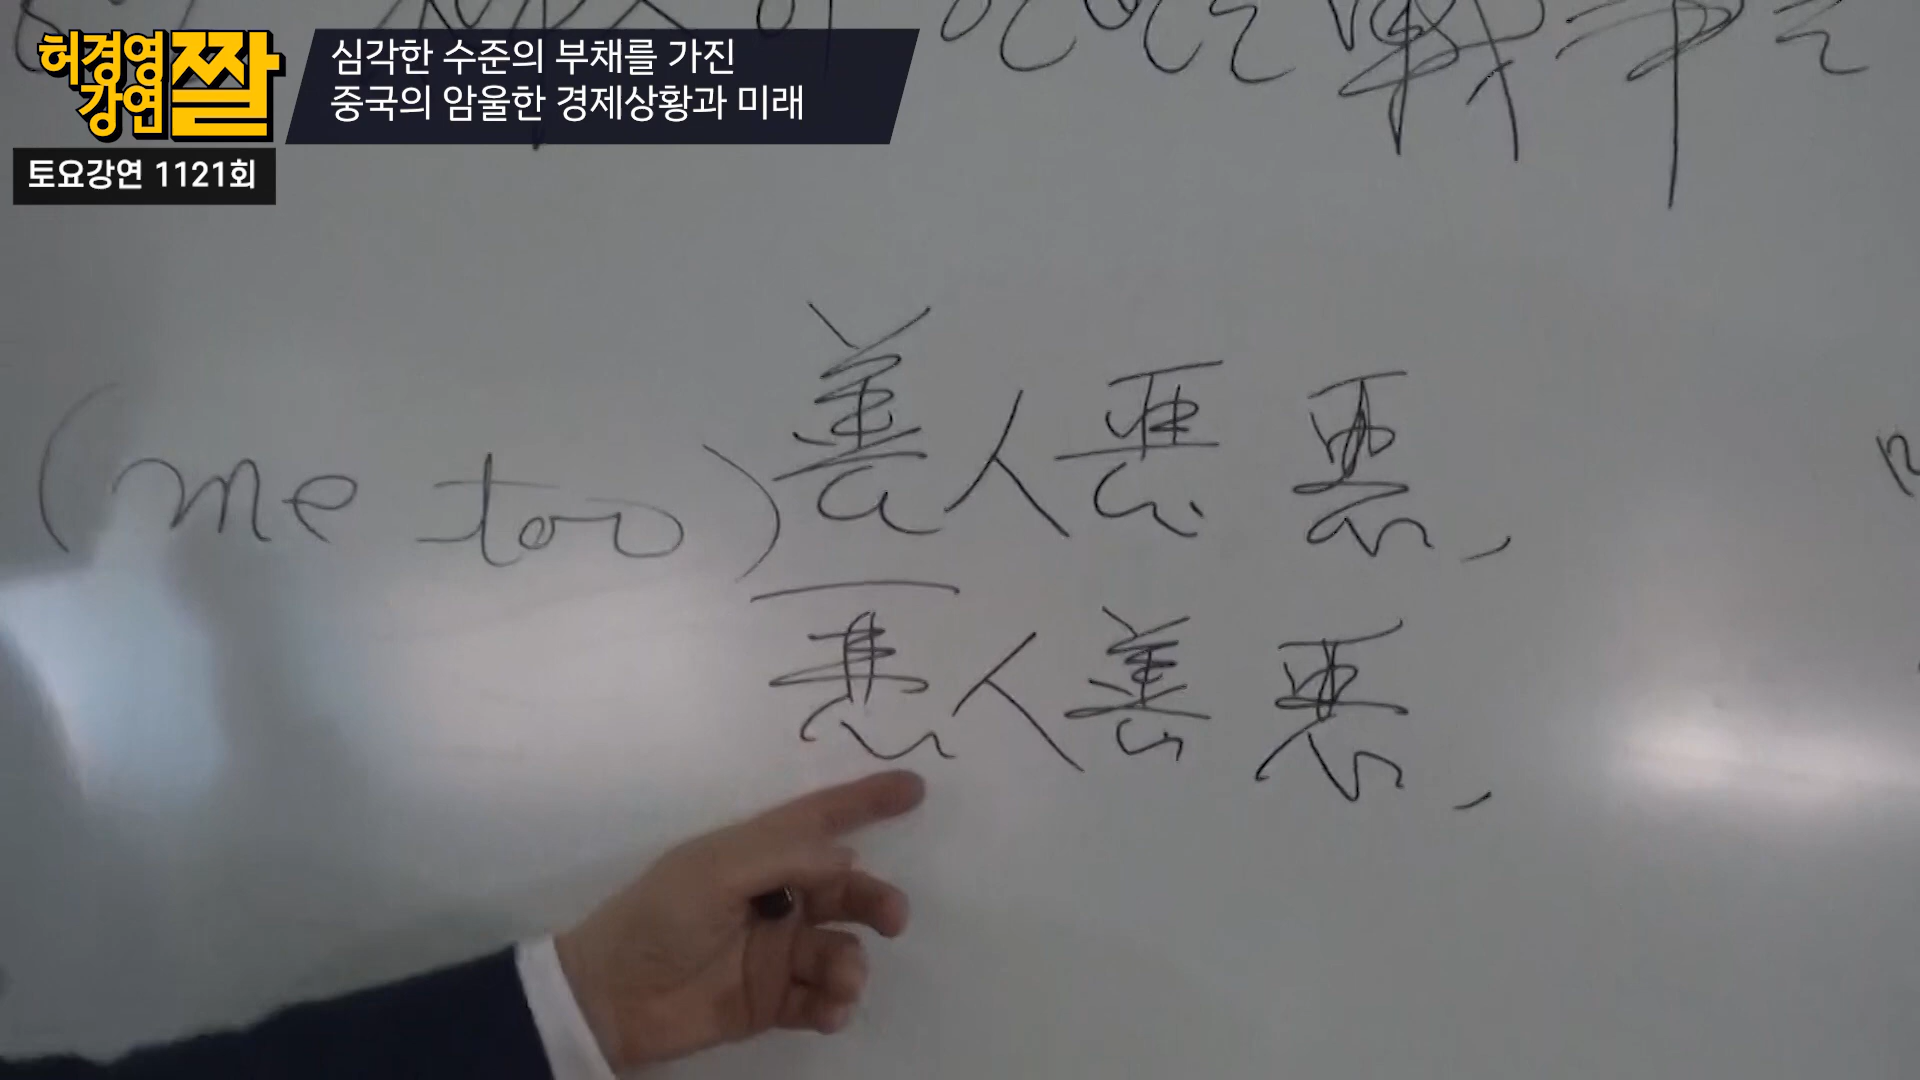 허경영
강연 짤
심각한 수준의 부채를 가진
중국의 암울한 경제상황과 미래
토요강연 1121회
戰争
(me too) 善人惡 惡,
惡人善 惡,